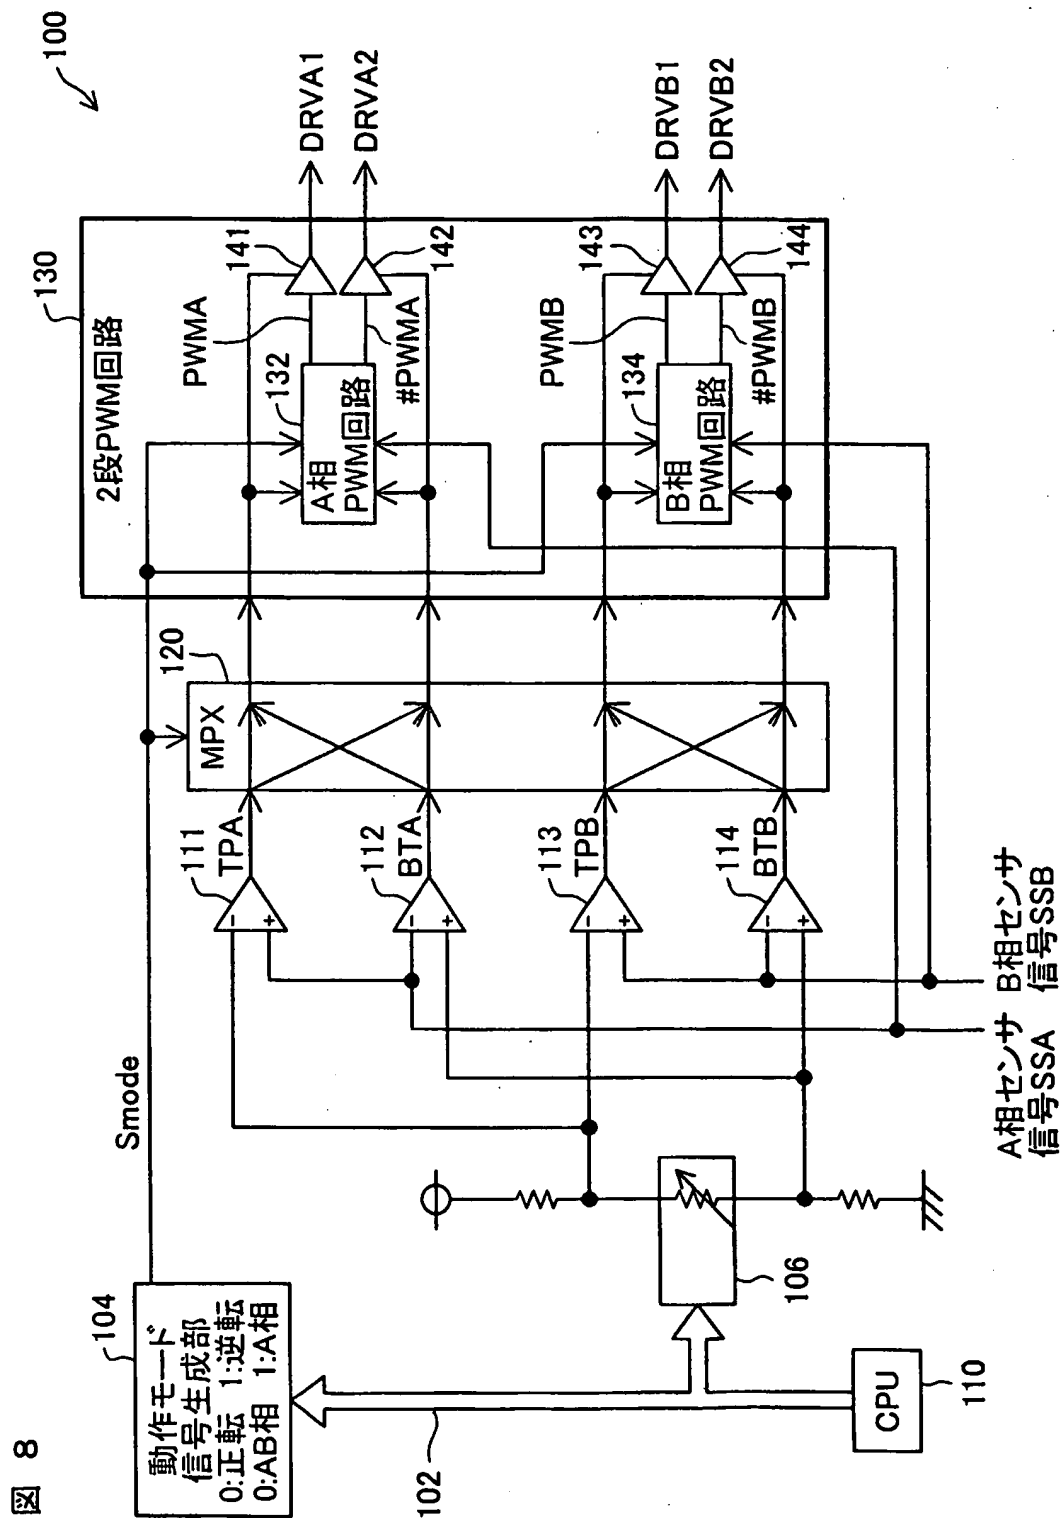 図 8
100
104
動作モード
信号生成部
0:正転 1:逆転
0:AB相 1:A相
Smode
102
CPU
110
106
A相センサ
信号SSA
B相センサ
信号SSB
111
TPA
112
BTA
113
TPB
114
BTB
120
MPX
130
2段PWM回路
132
A相
PWM回路
PWMA
#PWMA
141
142
DRVA1
DRVA2
134
B相
PWM回路
PWMB
#PWMB
143
144
DRVB1
DRVB2
-
+
-
+
-
+
-
+